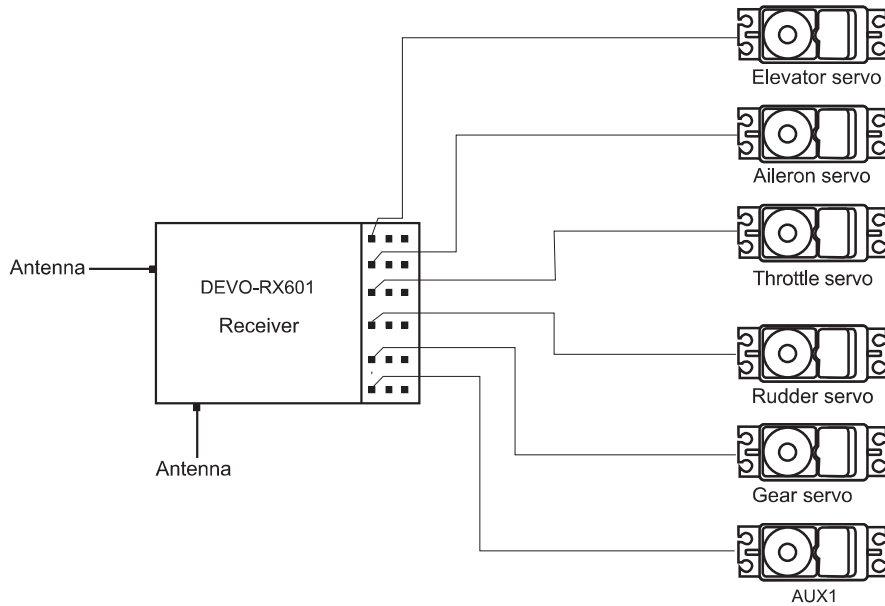 Elevator servo
Aileron servo
Antenna
DEVO-RX601
Receiver
Throttle servo
Rudder servo
Antenna
Gear servo
AUX1